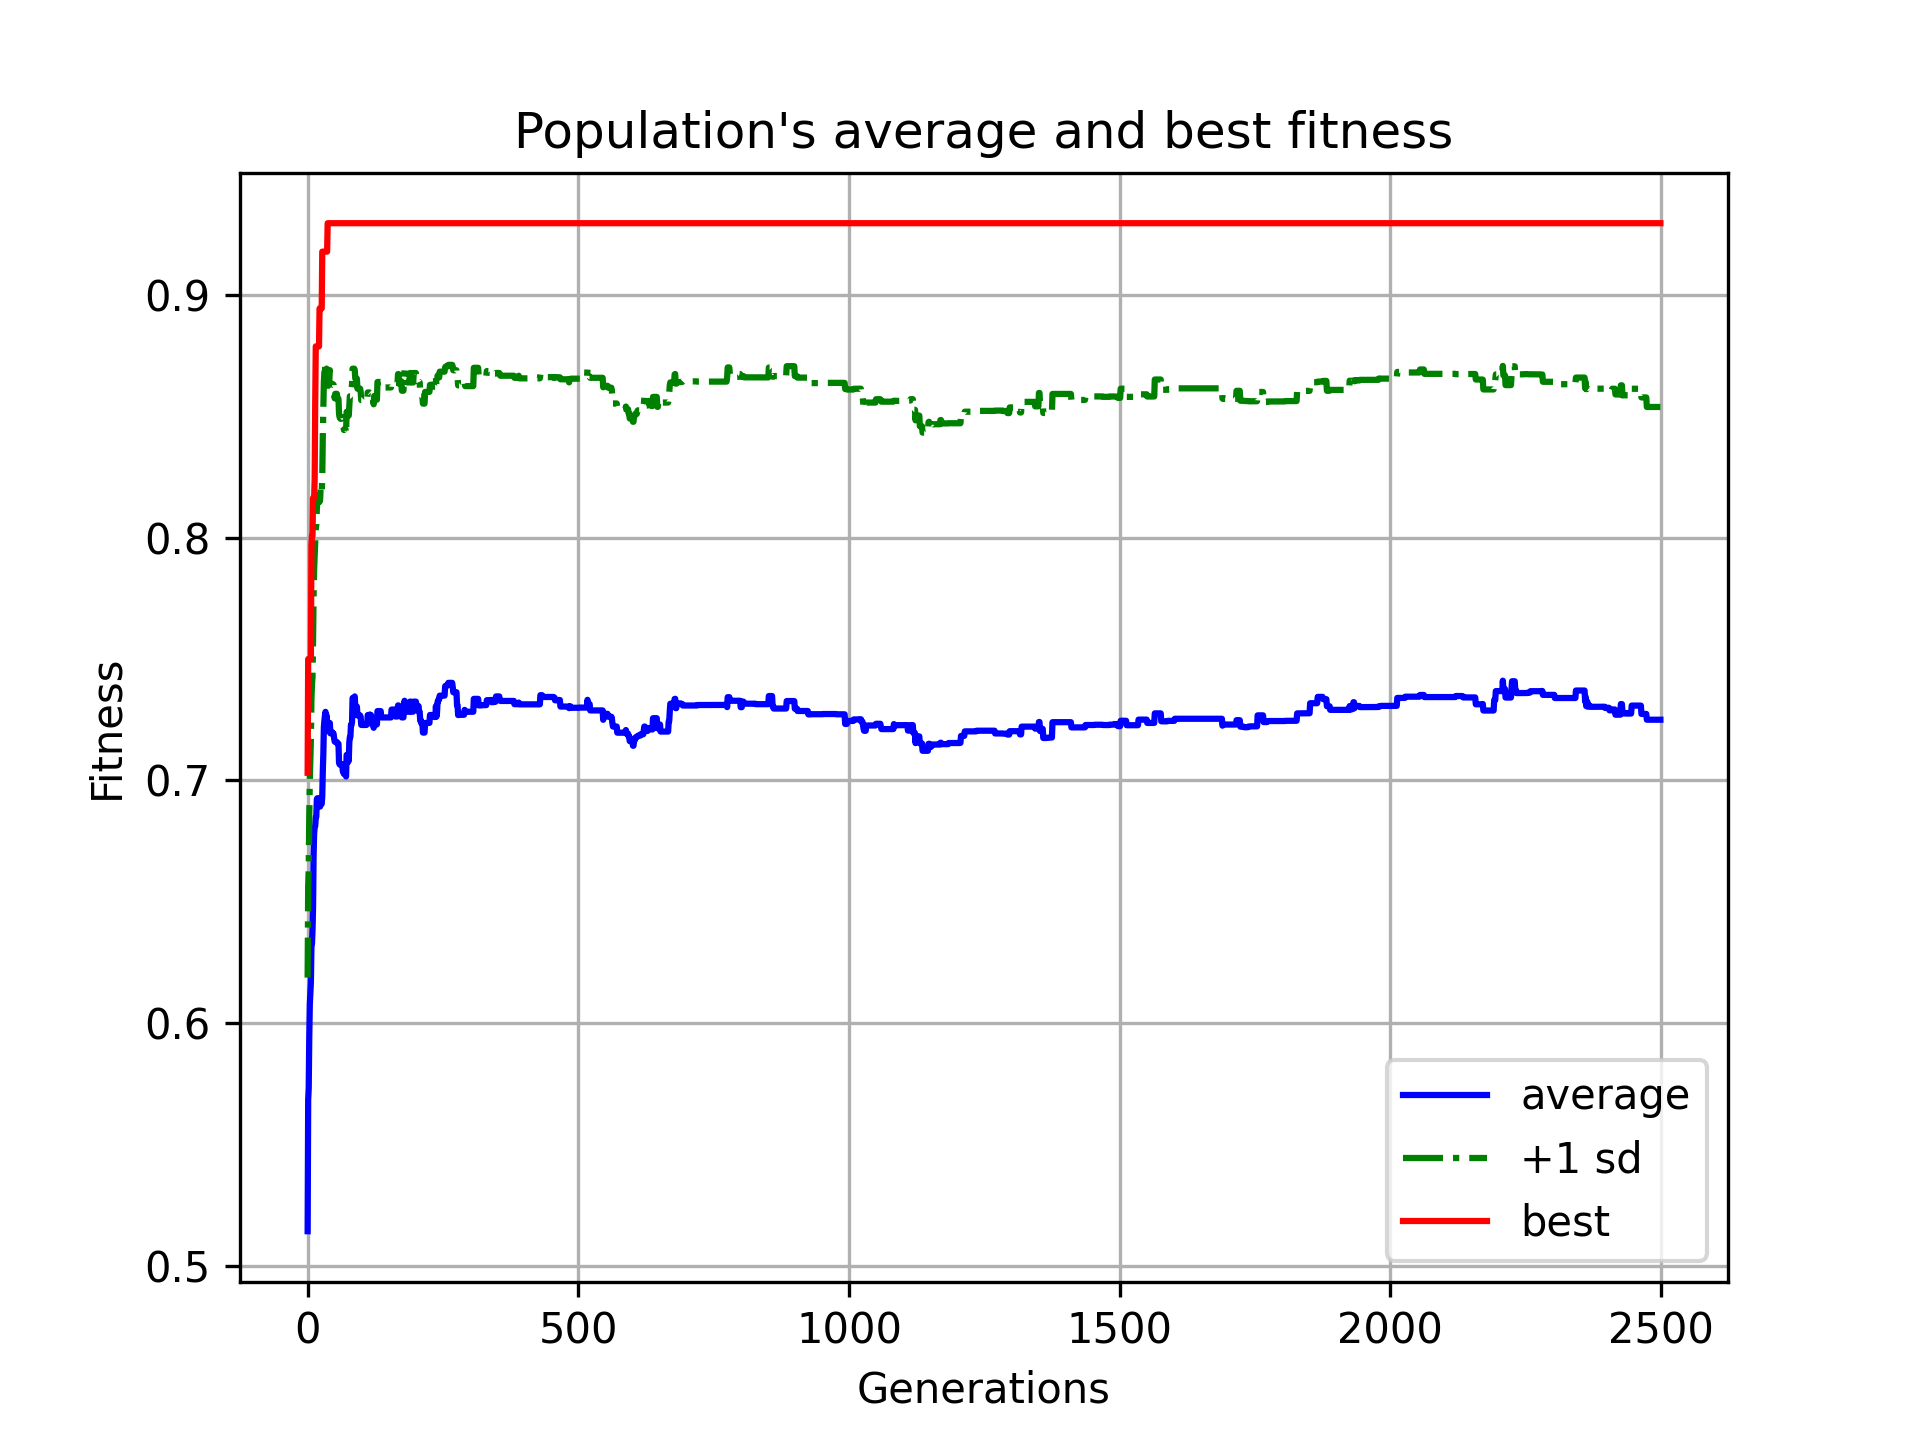 Population's average and best fitness
Fitness
0.9
0.8
0.7
0.6
0.5
0 500 1000 1500 2000 2500
Generations
average
+1 sd
best